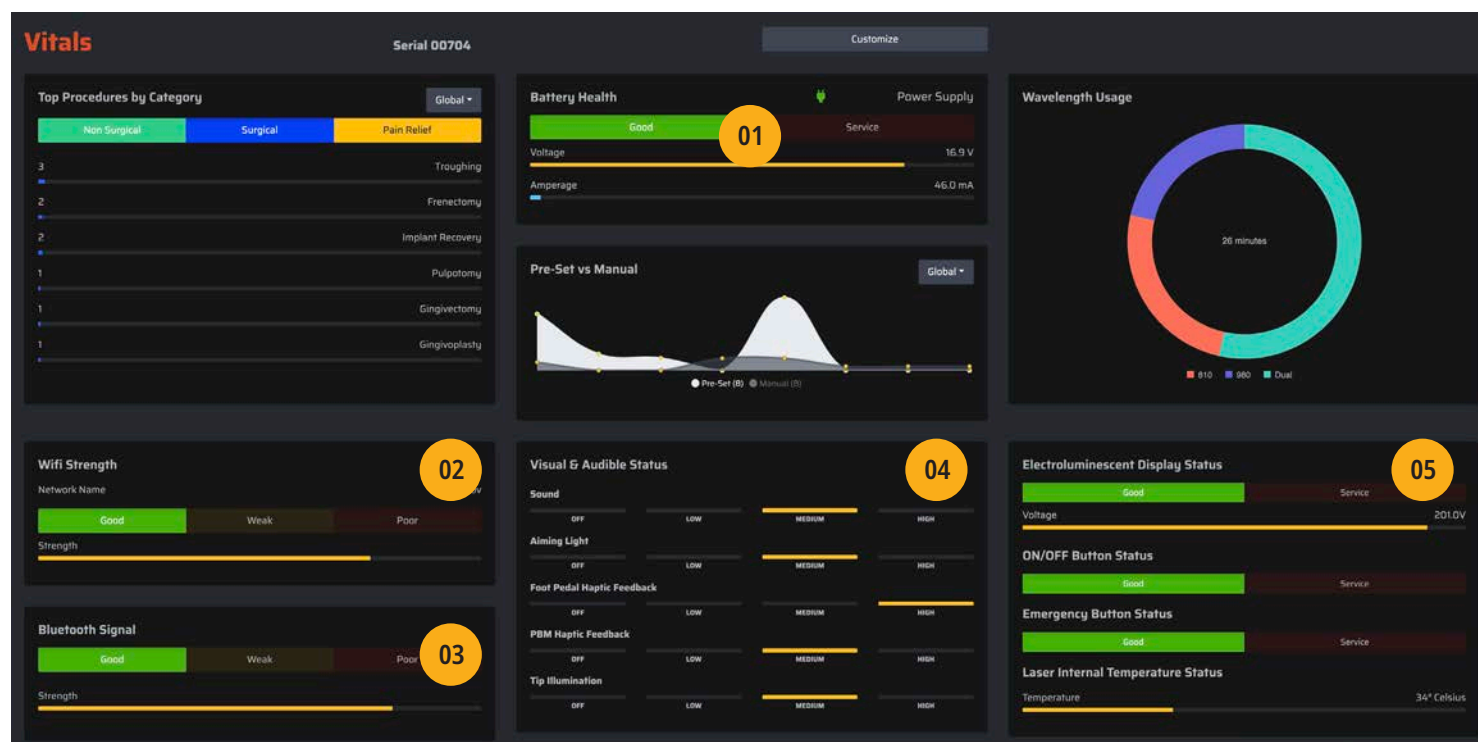 Vitals
Serial 00704
Customize
Top Procedures by Category
Global
Non Surgical Surgical Pain Relief
3 Troughing
2 Frenectomy
2 Implant Recovery
1 Pulpotomy
1 Gingivectomy
1 Gingivoplasty
Battery Health Power Supply
Good Service
01
Voltage 16.9 V
Amperage 46.0 mA
Pre-Set vs Manual
Global
Pre-Set (B) Manual (B)
Wavelength Usage
26 minutes
810 980 Dual
Wifi Strength
02
Network Name
Good Weak Poor
Strength
Bluetooth Signal
Good Weak Poor
03
Strength
Visual & Audible Status
04
Sound
OFF LOW MEDIUM HIGH
Aiming Light
OFF LOW MEDIUM HIGH
Foot Pedal Haptic Feedback
OFF LOW MEDIUM HIGH
PBM Haptic Feedback
OFF LOW MEDIUM HIGH
Tip Illumination
OFF LOW MEDIUM HIGH
Electroluminescent Display Status
05
Good Service
Voltage 201.0V
ON/OFF Button Status
Good Service
Emergency Button Status
Good Service
Laser Internal Temperature Status
Temperature 34° Celsius